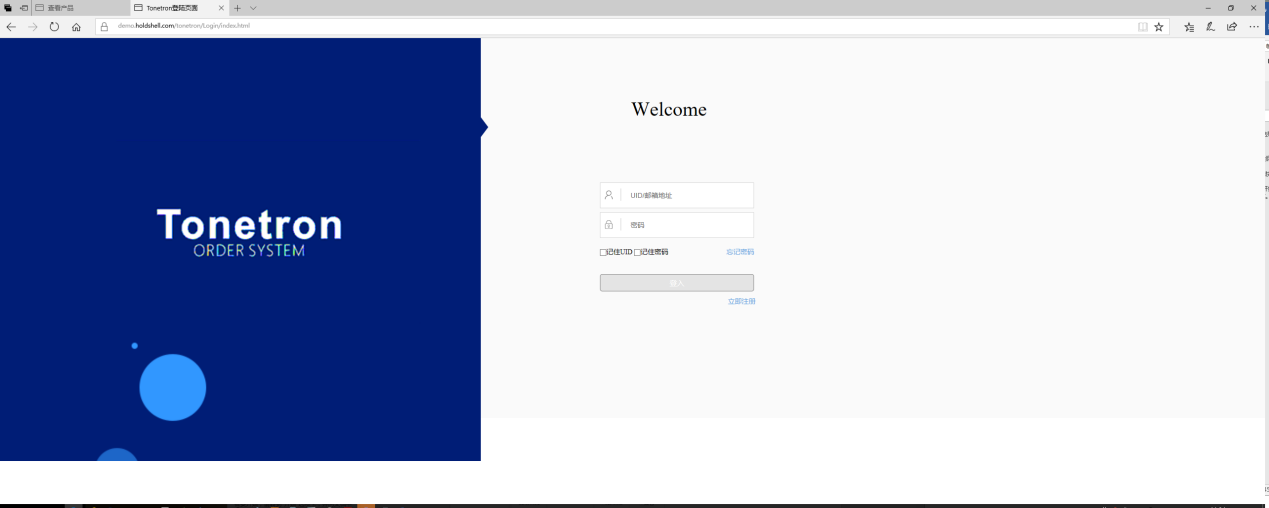 查看产品
Tonetron登陆页面
demo.holdshell.com/tonetron/Login/index.html
Welcome
Tonetron
ORDER SYSTEM
UID/邮箱地址
密码
记住UID 记住密码 忘记密码
登入
立即注册